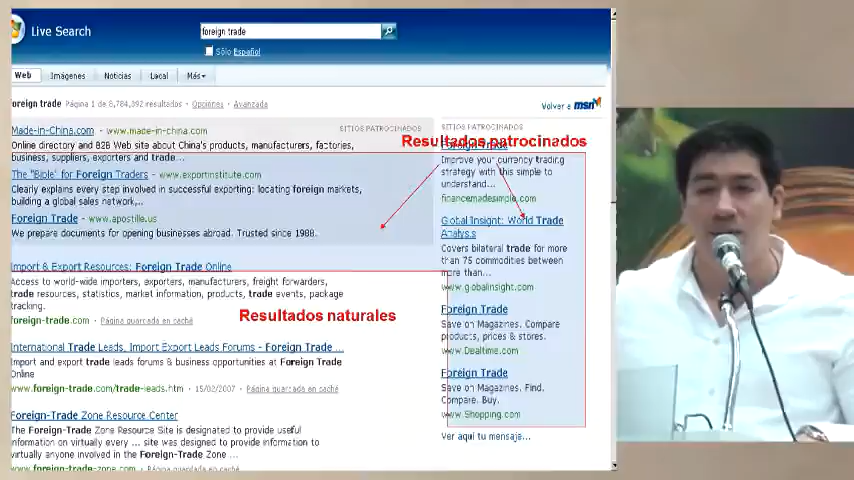 Live Search
foreign trade
Sólo Español
Web Imágenes Noticias Local Más
foreign trade Página 1 de 8,784,392 resultados · Opciones · Avanzada
Volver a msn
Made-in-China.com · www.made-in-china.com
SITIOS PATROCINADOS
Online directory and B2B Web site about China's products, manufacturers, factories,
business, suppliers, exporters and trade...
The "Bible' for Foreign Traders · www.exportinstitute.com
Clearly explains every step involved in successful exporting: locating foreign markets,
building a global sales network,..
Foreign Trade · www.apostille.us
We prepare documents for opening businesses abroad. Trusted since 1988.
Import & Export Resources: Foreign Trade Online
Access to world-wide importers, exporters, manufacturers, freight forwarders,
trade resources, statistics, market information, products, trade events, package
tracking.
foreign-trade.com · Página guardada en caché
Resultados naturales
International Trade Leads, Import Export Leads Forums - Foreign Trade ...
Import and export trade leads forums & business opportunities at Foreign Trade
Online
www.foreign-trade.com/trade-leads.htm · 15/02/2007 · Página guardada en caché
Foreign-Trade Zone Resource Center
The Foreign-Trade Zone Resource Site is designed to provide useful
information on virtually every ... site was designed to provide information
virtually anyone involved in the Foreign-Trade Zone ...
www.foreign-trade-zone.com · Página guardada en caché
SITIOS PATROCINADOS
Resultados patrocinados
Foreign Trade
Improve your currency trading
strategy with this simple to
understand...
financemadesimple.com
Global Insight: World Trade
Analysis
Covers bilateral trade for more
than 75 commodities between
more than...
www.globalinsight.com
Foreign Trade
Save on Magazines. Compare
products, prices & stores.
www.Dealtime.com
Foreign Trade
Save on Magazines. Find.
Compare. Buy.
www.Shopping.com
Ver aquí tu mensaja...